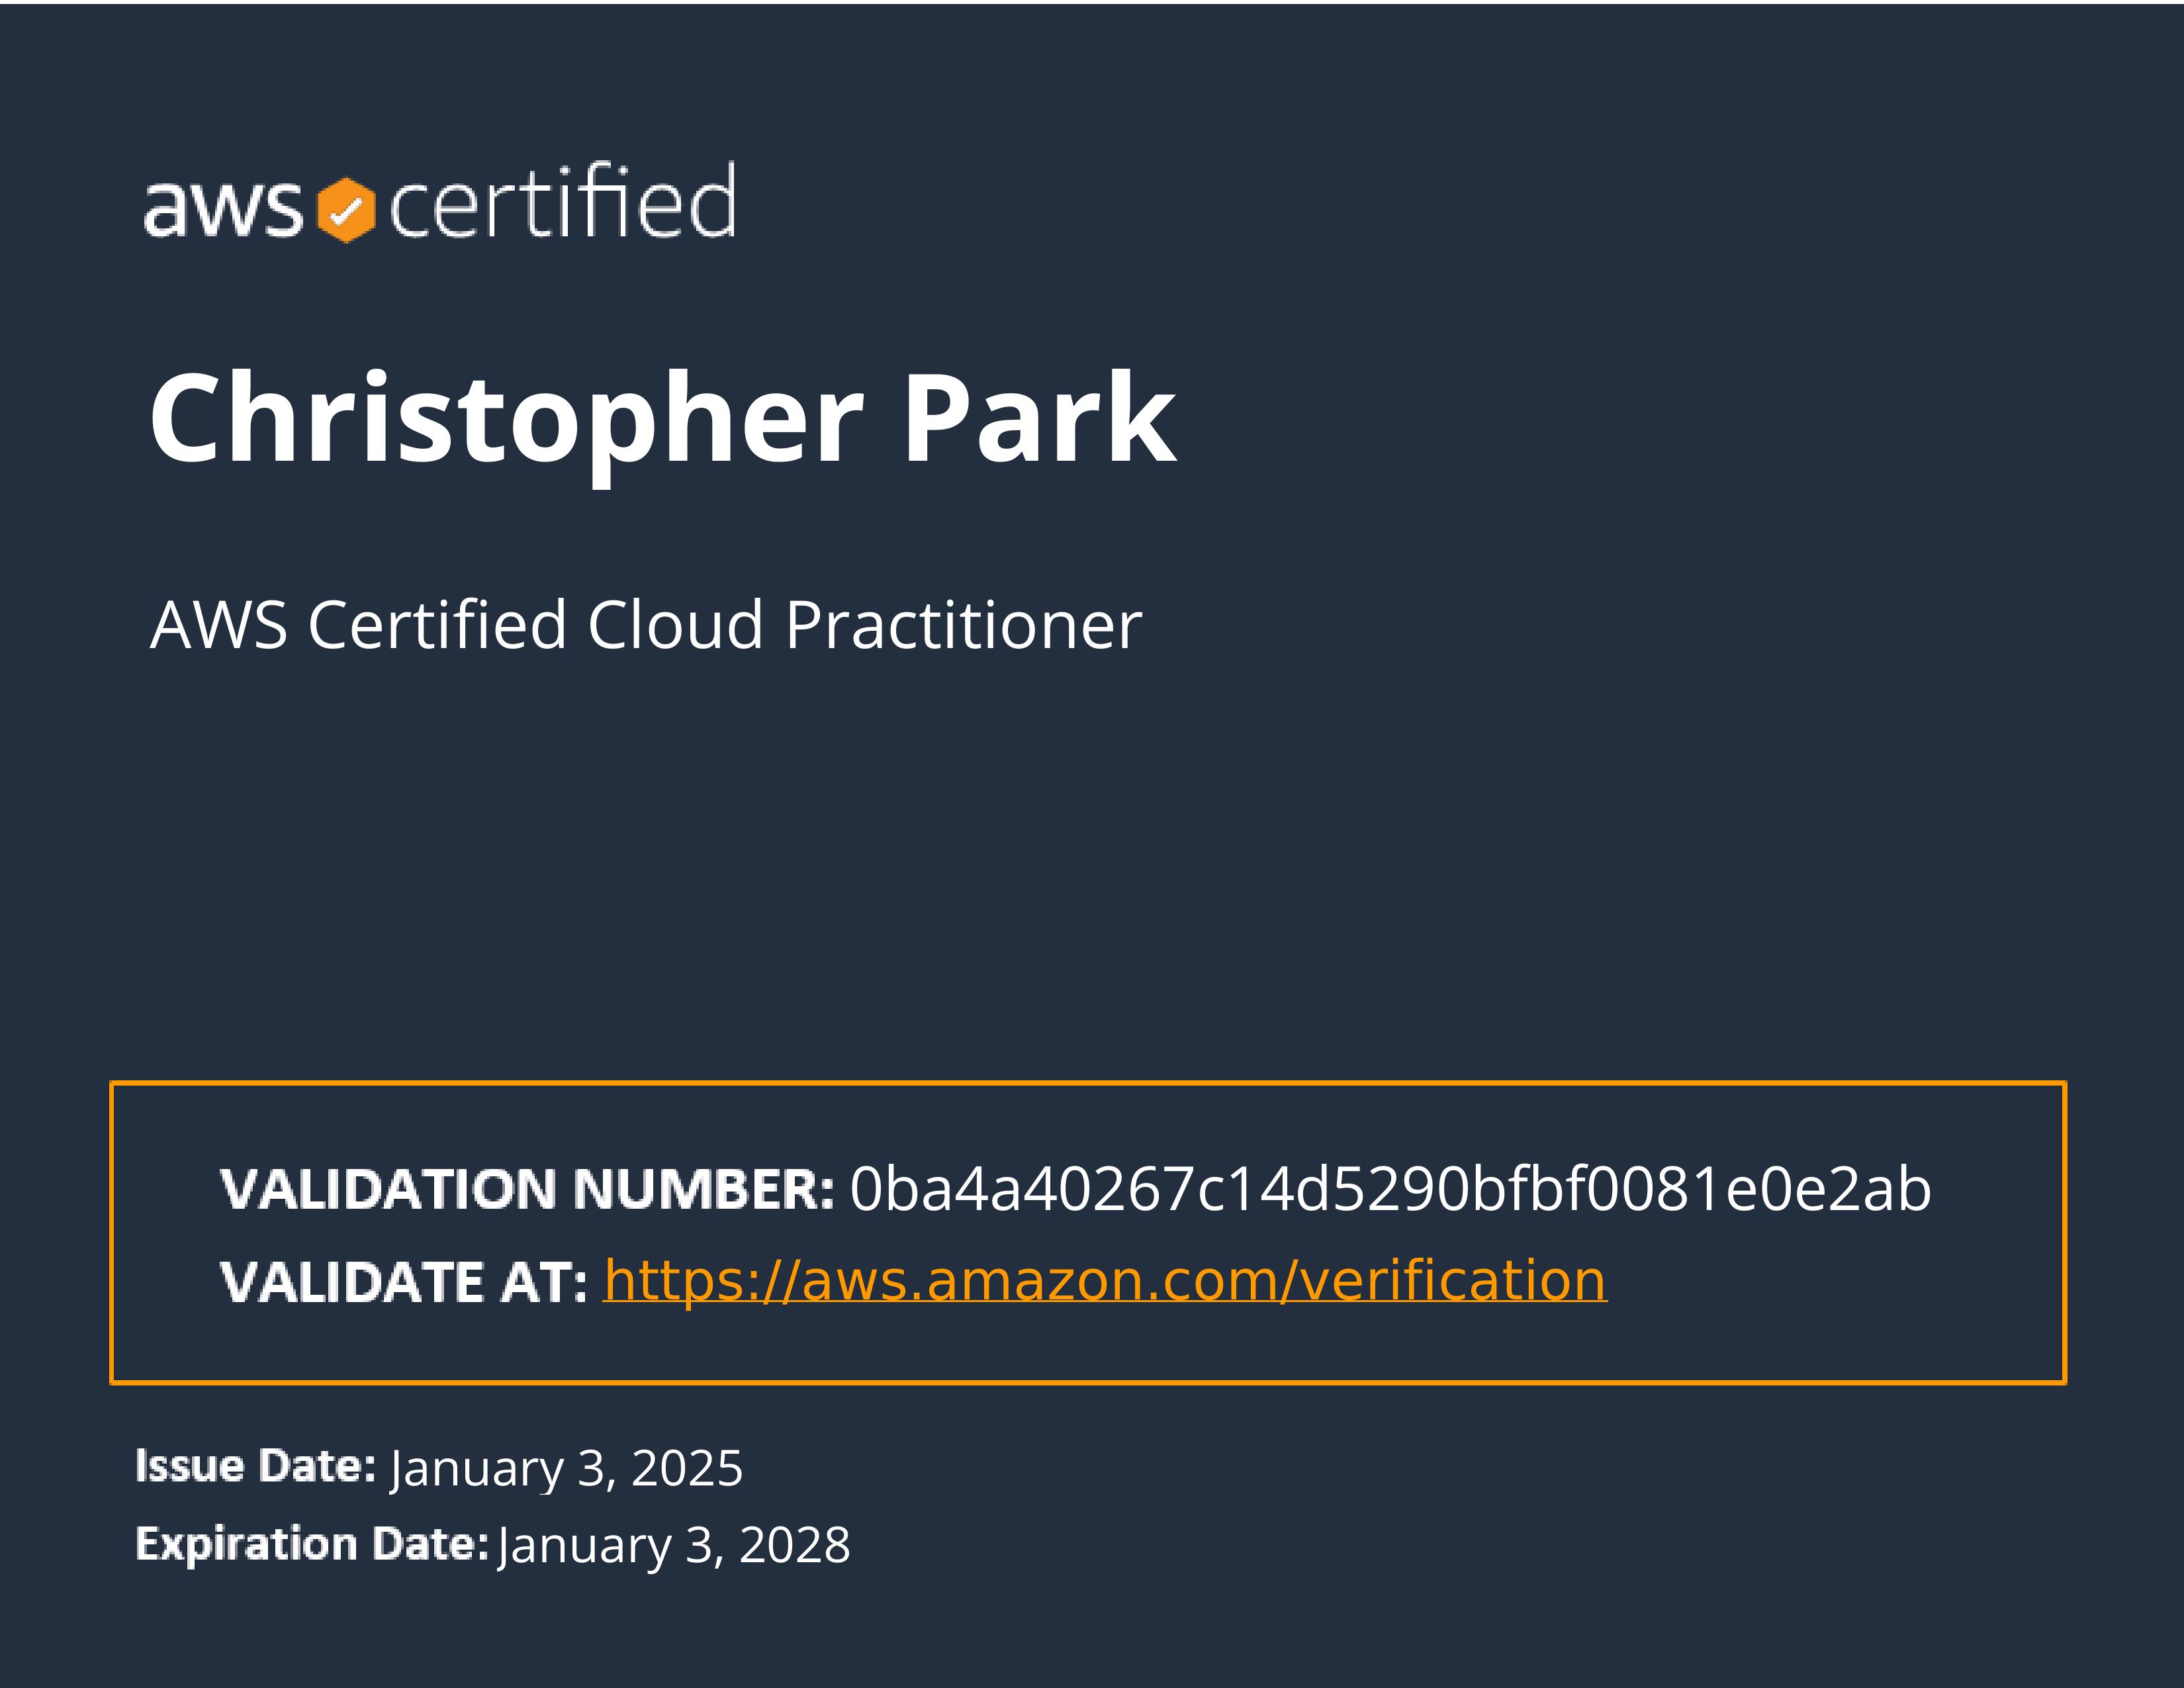 aws certified
Christopher Park
AWS Certified Cloud Practitioner
VALIDATION NUMBER: 0ba4a40267c14d5290bfbf0081e0e2ab
VALIDATE AT: https://aws.amazon.com/verification
Issue Date: January 3, 2025
Expiration Date: January 3, 2028